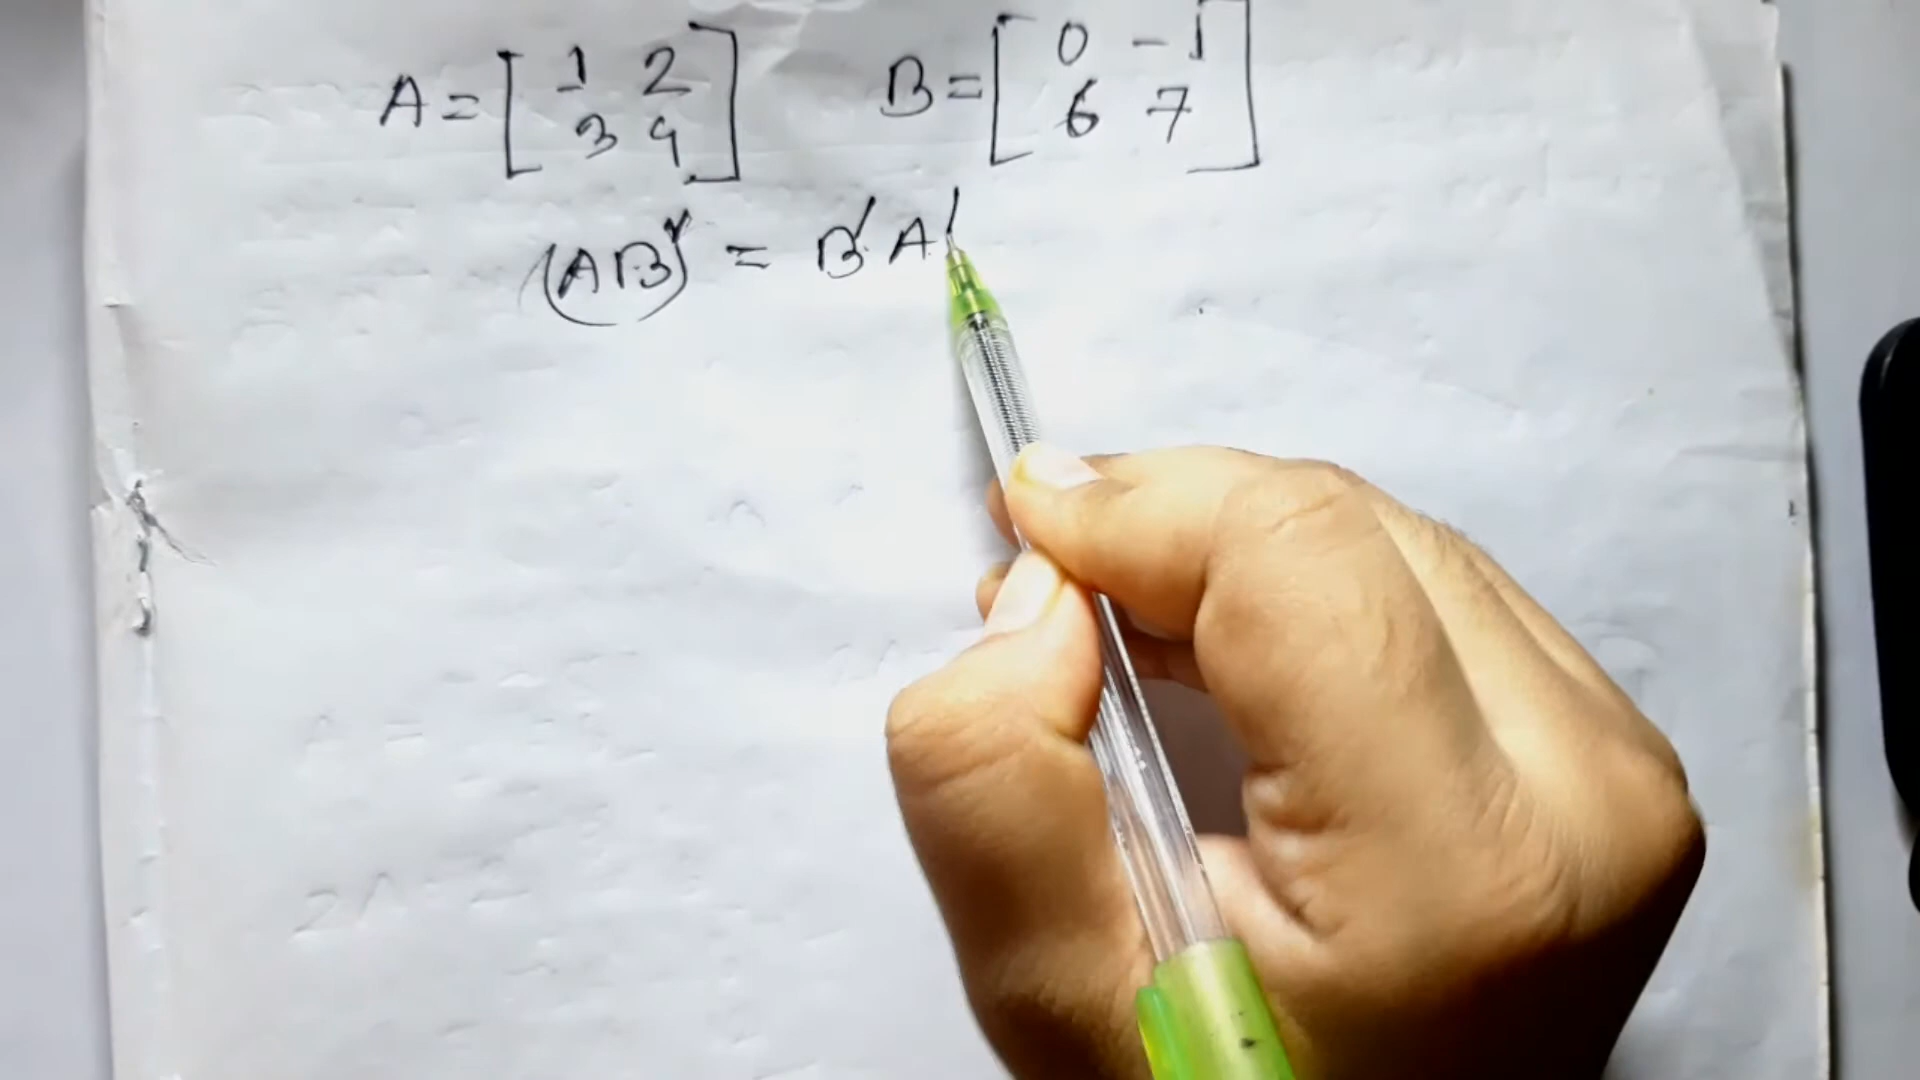 A = [ 1 2 B = [ 0 -1
3 4 ] 6 7 ]
(AB)' = B' A'